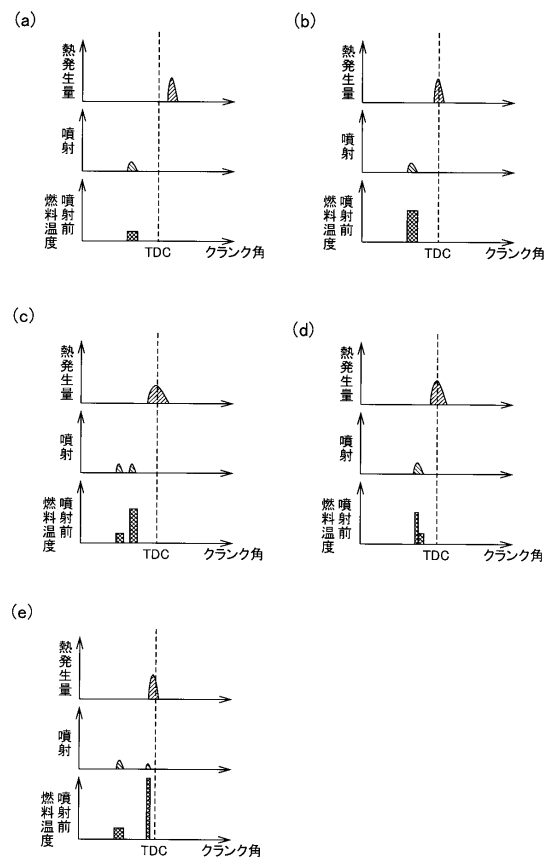 (a)
熱発生量
噴射
噴射前
燃料温度
TDC
クランク角
(b)
熱発生量
噴射
噴射前
燃料温度
TDC
クランク角
(c)
熱発生量
噴射
噴射前
燃料温度
TDC
クランク角
(d)
熱発生量
噴射
噴射前
燃料温度
TDC
クランク角
(e)
熱発生量
噴射
噴射前
燃料温度
TDC
クランク角